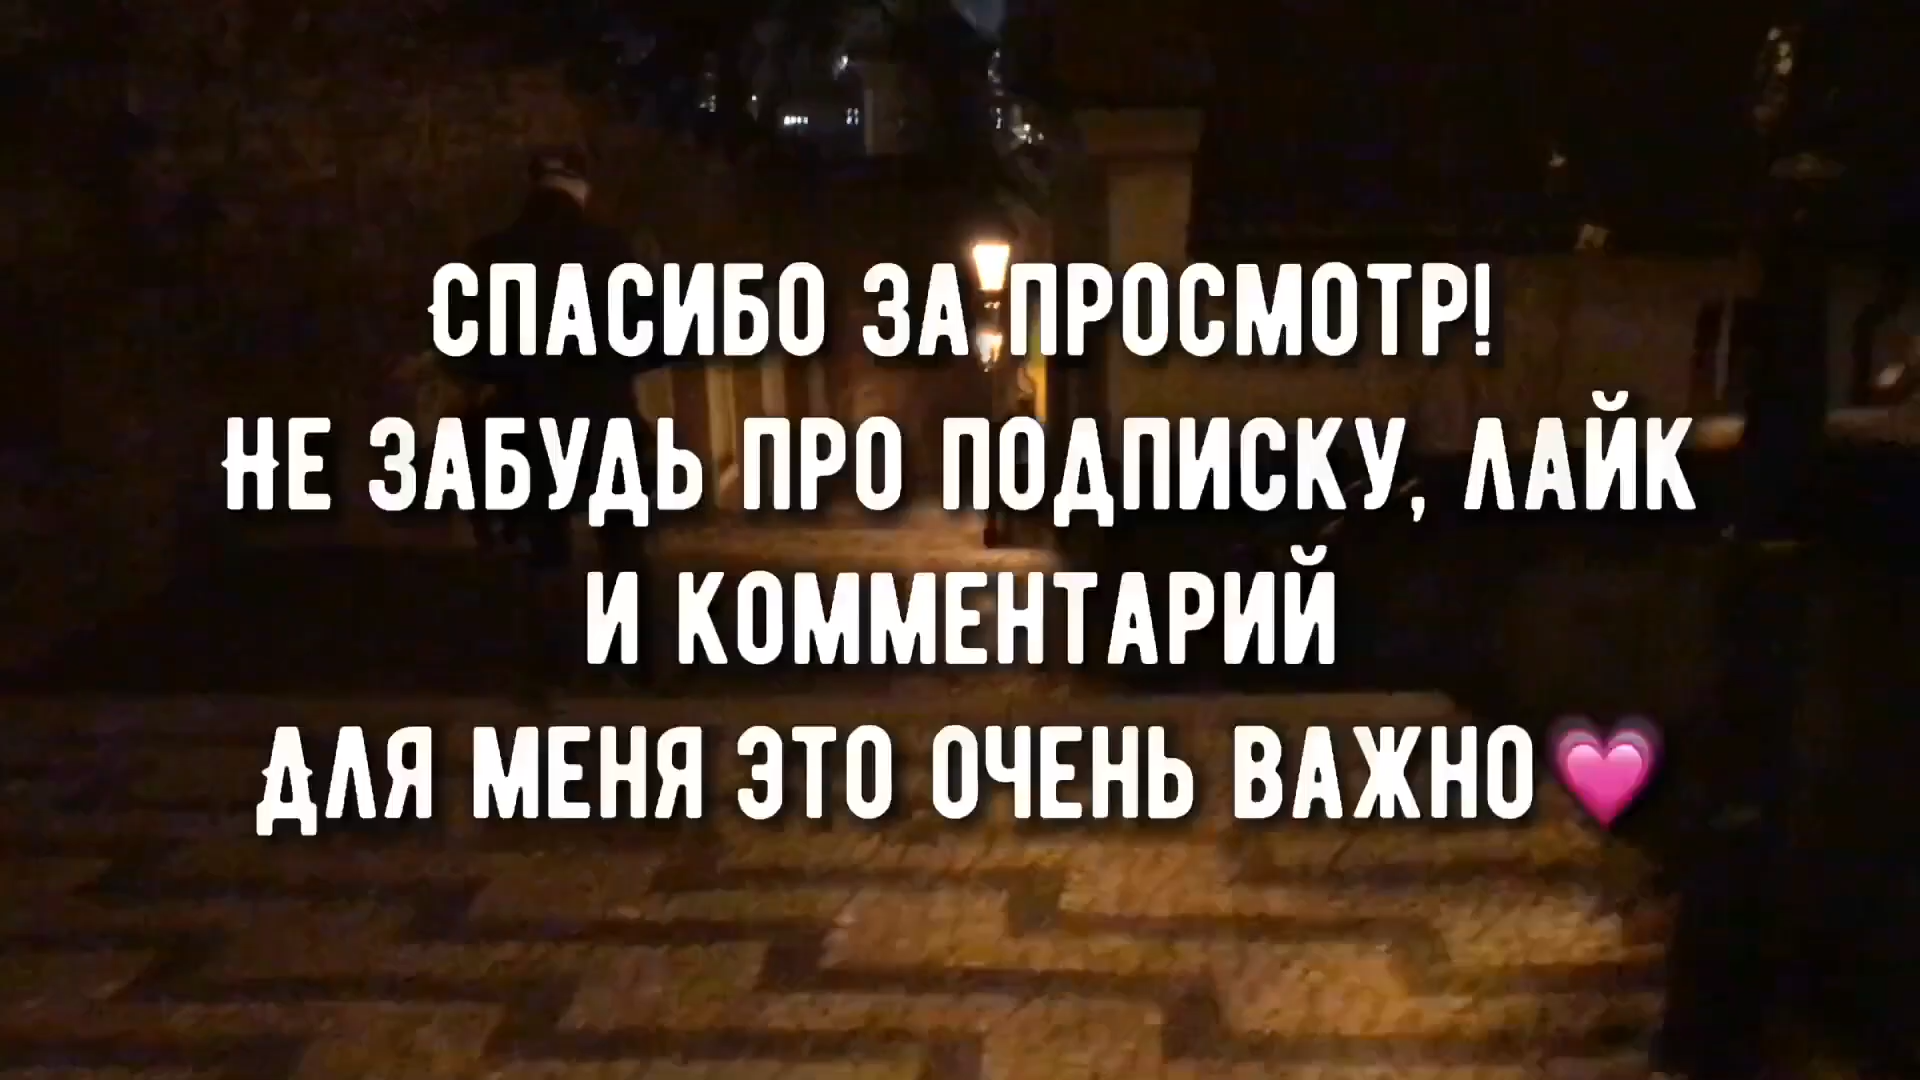 Спасибо за просмотр!
Не забудь про подписку, лайк
и комментарий
Для меня это очень важно💗